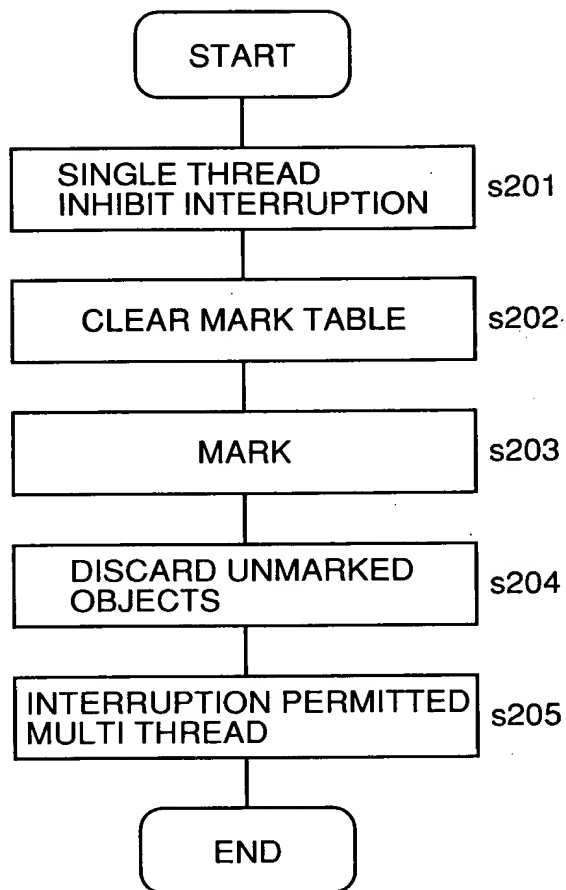 START
SINGLE THREAD
INHIBIT INTERRUPTION
s201
CLEAR MARK TABLE
s202
MARK
s203
DISCARD UNMARKED
OBJECTS
s204
INTERRUPTION PERMITTED
MULTI THREAD
s205
END